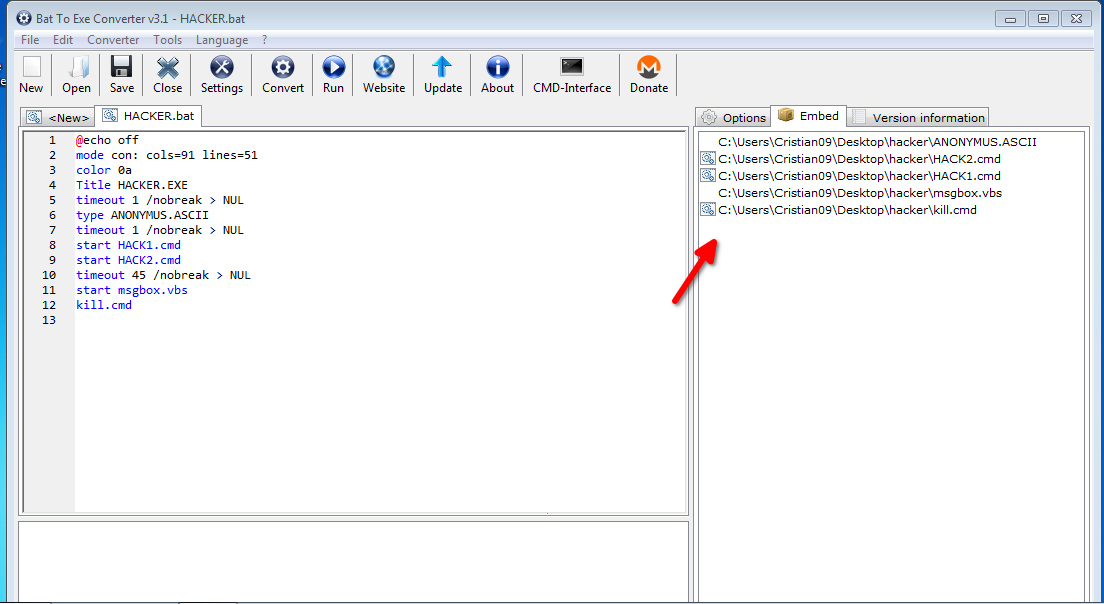 Bat To Exe Converter v3.1 - HACKER.bat
File Edit Converter Tools Language ?
New Open Save Close Settings Convert Run Website Update About CMD-Interface Donate
<New> HACKER.bat
1 @echo off
2 mode con: cols=91 lines=51
3 color 0a
4 Title HACKER.EXE
5 timeout 1 /nobreak > NUL
6 type ANONYMUS.ASCII
7 timeout 1 /nobreak > NUL
8 start HACK1.cmd
9 start HACK2.cmd
10 timeout 45 /nobreak > NUL
11 start msgbox.vbs
12 kill.cmd
13
Options Embed Version information
C:\Users\Cristian09\Desktop\hacker\ANONYMUS.ASCII
C:\Users\Cristian09\Desktop\hacker\HACK2.cmd
C:\Users\Cristian09\Desktop\hacker\HACK1.cmd
C:\Users\Cristian09\Desktop\hacker\msgbox.vbs
C:\Users\Cristian09\Desktop\hacker\kill.cmd